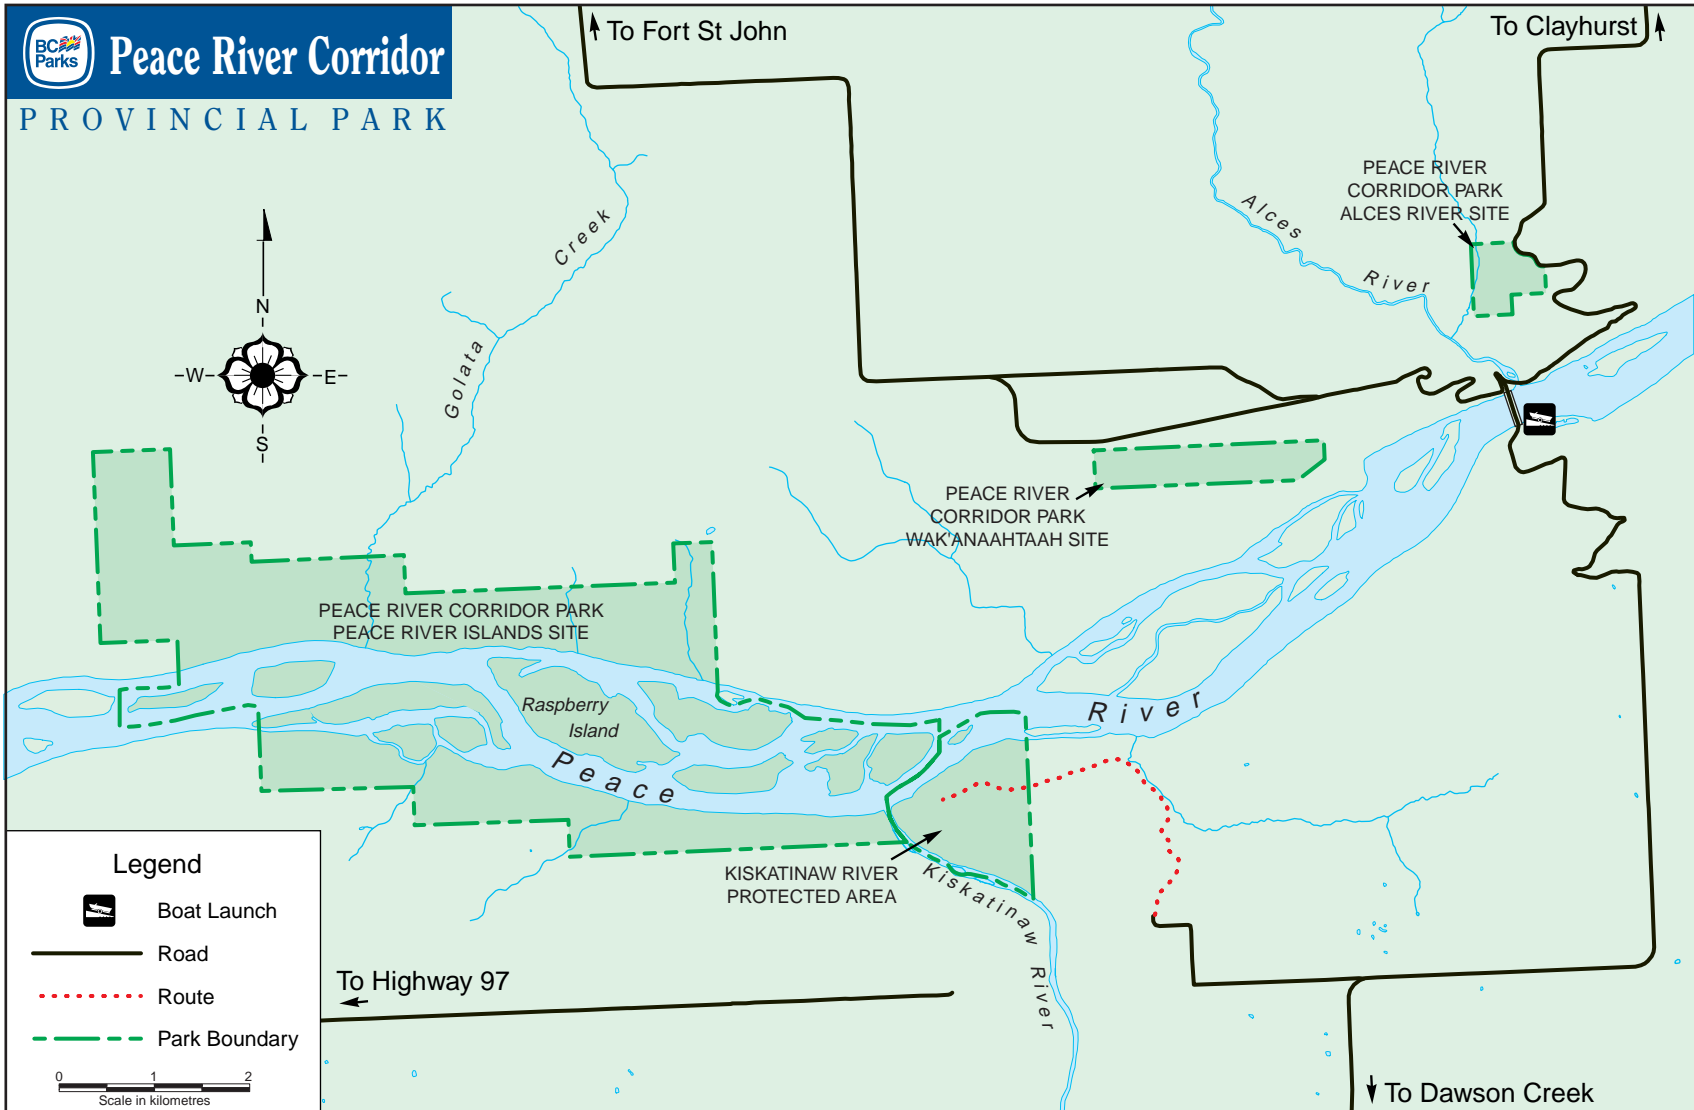 BC
Parks
Peace River Corridor
PROVINCIAL PARK
To Fort St John
To Clayhurst
PEACE RIVER
CORRIDOR PARK
ALCES RIVER SITE
Alces
River
Golata
Creek
N
W
E
S
PEACE RIVER
CORRIDOR PARK
WAK'ANAAHTAAH SITE
PEACE RIVER CORRIDOR PARK
PEACE RIVER ISLANDS SITE
Raspberry
Island
Peace
River
KISKATINAW RIVER
PROTECTED AREA
Kiskatinaw
River
Legend
Boat Launch
Road
Route
Park Boundary
0 1 2
Scale in kilometres
To Highway 97
To Dawson Creek